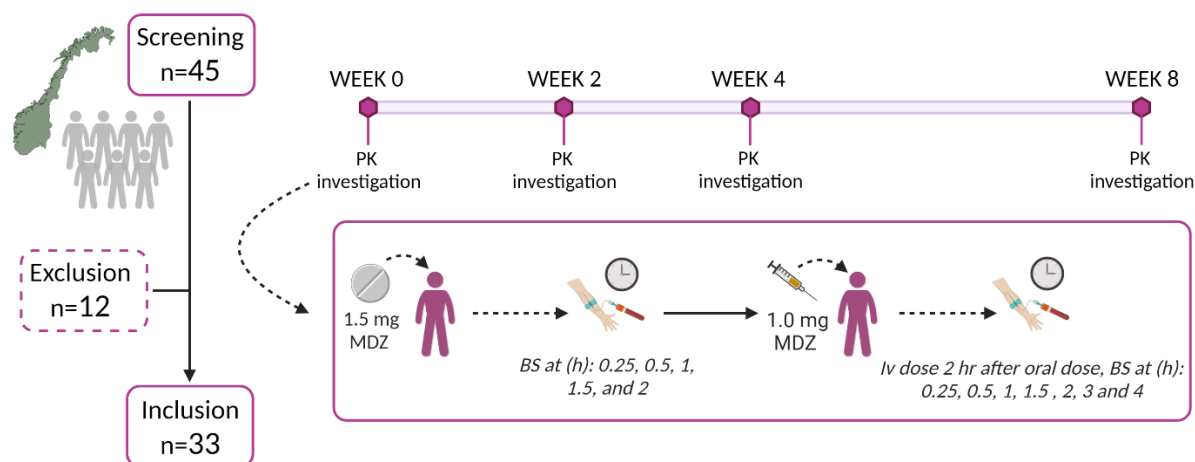 Screening
n=45
Exclusion
n=12
Inclusion
n=33
WEEK 0
WEEK 2
WEEK 4
WEEK 8
PK
investigation
PK
investigation
PK
investigation
PK
investigation
1.5 mg
MDZ
BS at (h): 0.25, 0.5, 1,
1.5, and 2
1.0 mg
MDZ
Iv dose 2 hr after oral dose, BS at (h):
0.25, 0.5, 1, 1.5 , 2, 3 and 4